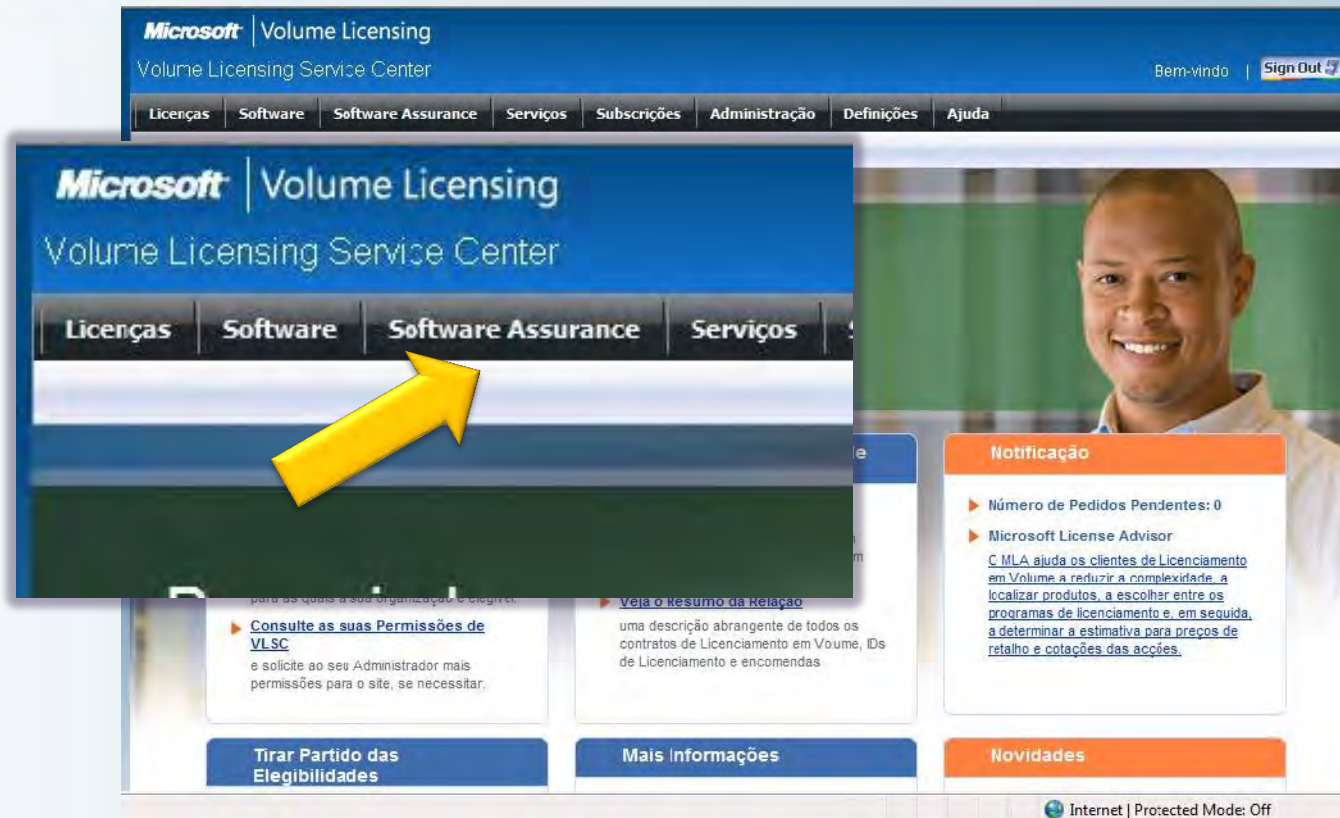 Microsoft | Volume Licensing
Volume Licensing Service Center
Bem-vindo | Sign Out
Licenças Software Software Assurance Serviços Subscrições Administração Definições Ajuda
Microsoft | Volume Licensing
Volume Licensing Service Center
Licenças Software Software Assurance Serviços
Notificação
Número de Pedidos Pendentes: 0
Microsoft License Advisor
O MLA ajuda os clientes de Licenciamento
em Volume a reduzir a complexidade, a
localizar produtos, a escolher entre os
programas de licenciamento e, em seguida,
a determinar a estimativa para preços de
retalho e cotações das acções.
para as quais a sua organização é elegível.
Consulte as suas Permissões de
VLSC
e solicite ao seu Administrador mais
permissões para o site, se necessitar.
Veja o Resumo da Relação
uma descrição abrangente de todos os
contratos de Licenciamento em Voume, IDs
de Licenciamento e encomendas
Tirar Partido das
Elegibilidades
Mais Informações
Novidades
Internet | Protected Mode: Off